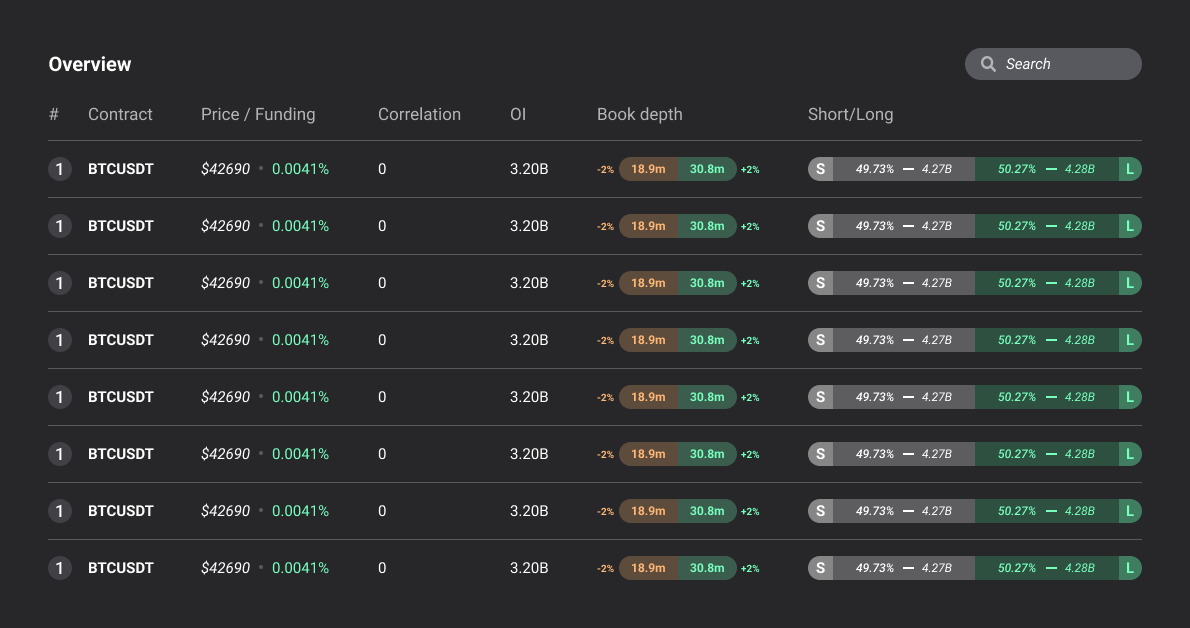 Overview Search
# Contract Price / Funding Correlation OI Book depth Short/Long
1 BTCUSDT $42690 • 0.0041% 0 3.20B -2% 18.9m 30.8m +2% S 49.73% — 4.27B 50.27% — 4.28B L
1 BTCUSDT $42690 • 0.0041% 0 3.20B -2% 18.9m 30.8m +2% S 49.73% — 4.27B 50.27% — 4.28B L
1 BTCUSDT $42690 • 0.0041% 0 3.20B -2% 18.9m 30.8m +2% S 49.73% — 4.27B 50.27% — 4.28B L
1 BTCUSDT $42690 • 0.0041% 0 3.20B -2% 18.9m 30.8m +2% S 49.73% — 4.27B 50.27% — 4.28B L
1 BTCUSDT $42690 • 0.0041% 0 3.20B -2% 18.9m 30.8m +2% S 49.73% — 4.27B 50.27% — 4.28B L
1 BTCUSDT $42690 • 0.0041% 0 3.20B -2% 18.9m 30.8m +2% S 49.73% — 4.27B 50.27% — 4.28B L
1 BTCUSDT $42690 • 0.0041% 0 3.20B -2% 18.9m 30.8m +2% S 49.73% — 4.27B 50.27% — 4.28B L
1 BTCUSDT $42690 • 0.0041% 0 3.20B -2% 18.9m 30.8m +2% S 49.73% — 4.27B 50.27% — 4.28B L